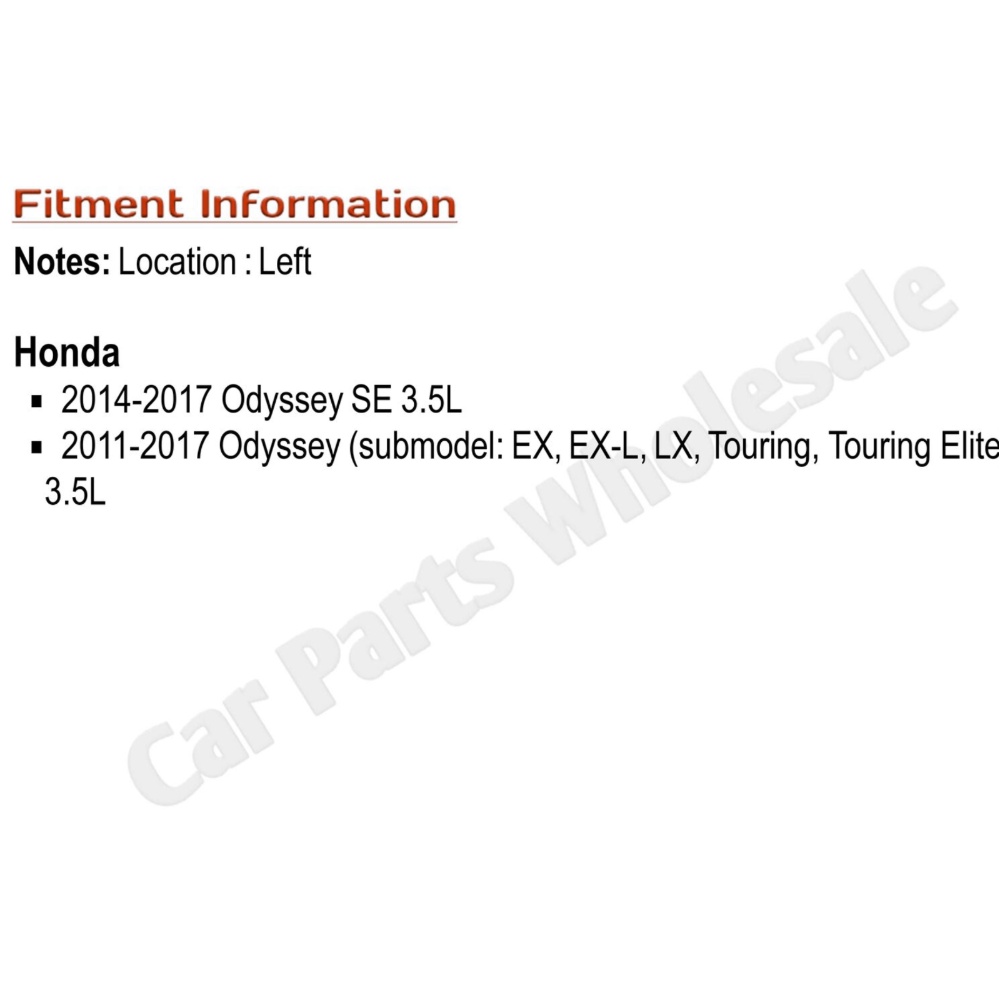 Fitment Information
Notes: Location : Left
Honda
▪ 2014-2017 Odyssey SE 3.5L
▪ 2011-2017 Odyssey (submodel: EX, EX-L, LX, Touring, Touring Elite
3.5L
Car Parts Wholesale